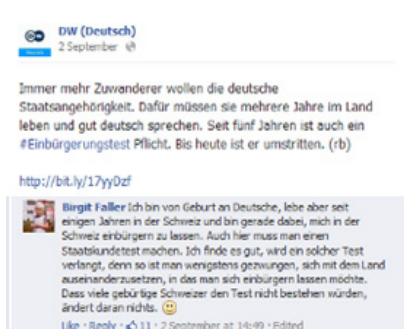 DW (Deutsch)
2 September
Immer mehr Zuwanderer wollen die deutsche
Staatsangehörigkeit. Dafür müssen sie mehrere Jahre im Land
leben und gut deutsch sprechen. Seit fünf Jahren ist auch ein
#Einbürgerungstest Pflicht. Bis heute ist er umstritten. (rb)
http://bit.ly/17yyDzf
Birgit Faller Ich bin von Geburt an Deutsche, lebe aber seit
einigen Jahren in der Schweiz und bin gerade dabei, mich in der
Schweiz einbürgern zu lassen. Auch hier muss man einen
Staatskundetest machen. Ich finde es gut, wird ein solcher Test
verlangt, denn so ist man wenigstens gezwungen, sich mit dem Land
auseinanderzusetzen, in das man sich einbürgern lassen möchte.
Dass viele gebürtige Schweizer den Test nicht bestehen würden,
ändert daran nichts.
Like · Reply · 11 · 2 September at 14:49 · Edited